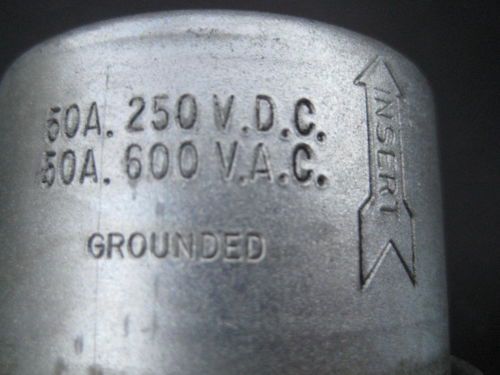 50A. 250 V.D.C.
50A. 600 V.A.C.
GROUNDED
INSERT